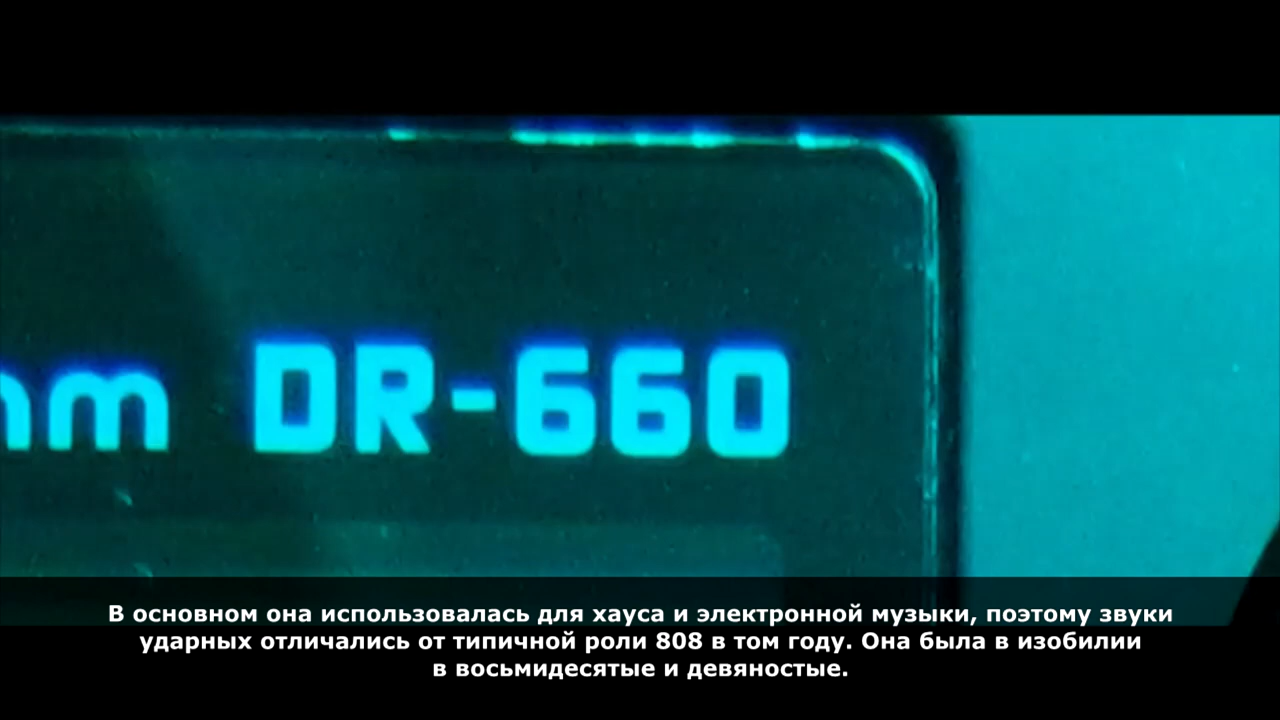 DR-660
В основном она использовалась для хауса и электронной музыки, поэтому звуки
ударных отличались от типичной роли 808 в том году. Она была в изобилии
в восьмидесятые и девяностые.